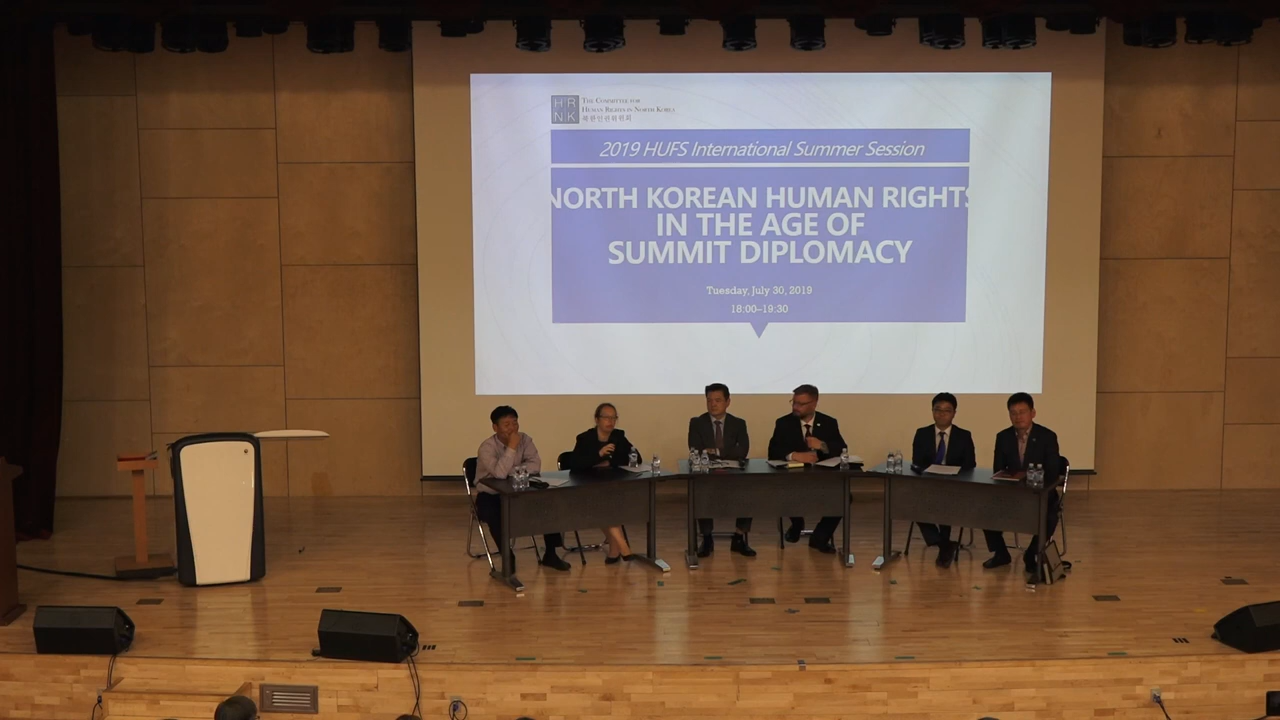 HR
NK
THE COMMITTEE FOR
HUMAN RIGHTS IN NORTH KOREA
북한인권위원회
2019 HUFS International Summer Session
NORTH KOREAN HUMAN RIGHTS
IN THE AGE OF
SUMMIT DIPLOMACY
Tuesday, July 30, 2019
18:00–19:30